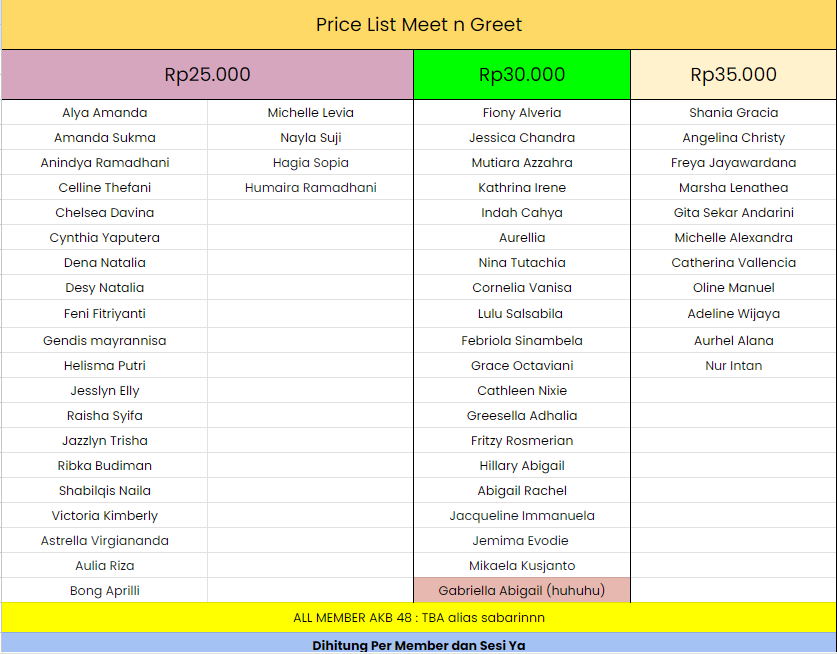 Price List Meet n Greet
Rp25.000 Rp30.000 Rp35.000
Alya Amanda Michelle Levia Fiony Alveria Shania Gracia
Amanda Sukma Nayla Suji Jessica Chandra Angelina Christy
Anindya Ramadhani Hagia Sopia Mutiara Azzahra Freya Jayawardana
Celline Thefani Humaira Ramadhani Kathrina Irene Marsha Lenathea
Chelsea Davina Indah Cahya Gita Sekar Andarini
Cynthia Yaputera Aurellia Michelle Alexandra
Dena Natalia Nina Tutachia Catherina Vallencia
Desy Natalia Cornelia Vanisa Oline Manuel
Feni Fitriyanti Lulu Salsabila Adeline Wijaya
Gendis mayrannisa Febriola Sinambela Aurhel Alana
Helisma Putri Grace Octaviani Nur Intan
Jesslyn Elly Cathleen Nixie
Raisha Syifa Greesella Adhalia
Jazzlyn Trisha Fritzy Rosmerian
Ribka Budiman Hillary Abigail
Shabilqis Naila Abigail Rachel
Victoria Kimberly Jacqueline Immanuela
Astrella Virgiananda Jemima Evodie
Aulia Riza Mikaela Kusjanto
Bong Aprilli Gabriella Abigail (huhuhu)
ALL MEMBER AKB 48 : TBA alias sabarinnn
Dihitung Per Member dan Sesi Ya